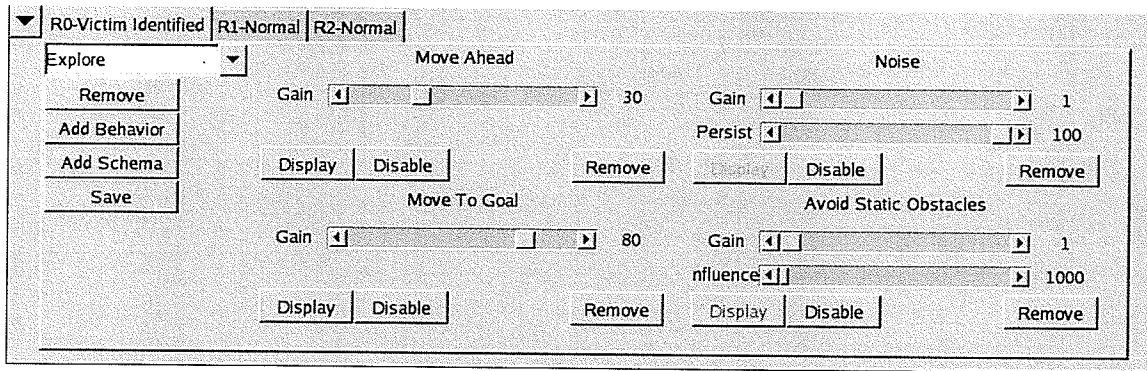 R0-Victim Identified R1-Normal R2-Normal
Explore
Remove
Add Behavior
Add Schema
Save
Move Ahead
Gain 30
Display Disable Remove
Noise
Gain 1
Persist 100
Display Disable Remove
Move To Goal
Gain 80
Display Disable Remove
Avoid Static Obstacles
Gain 1
nfluence 1000
Display Disable Remove